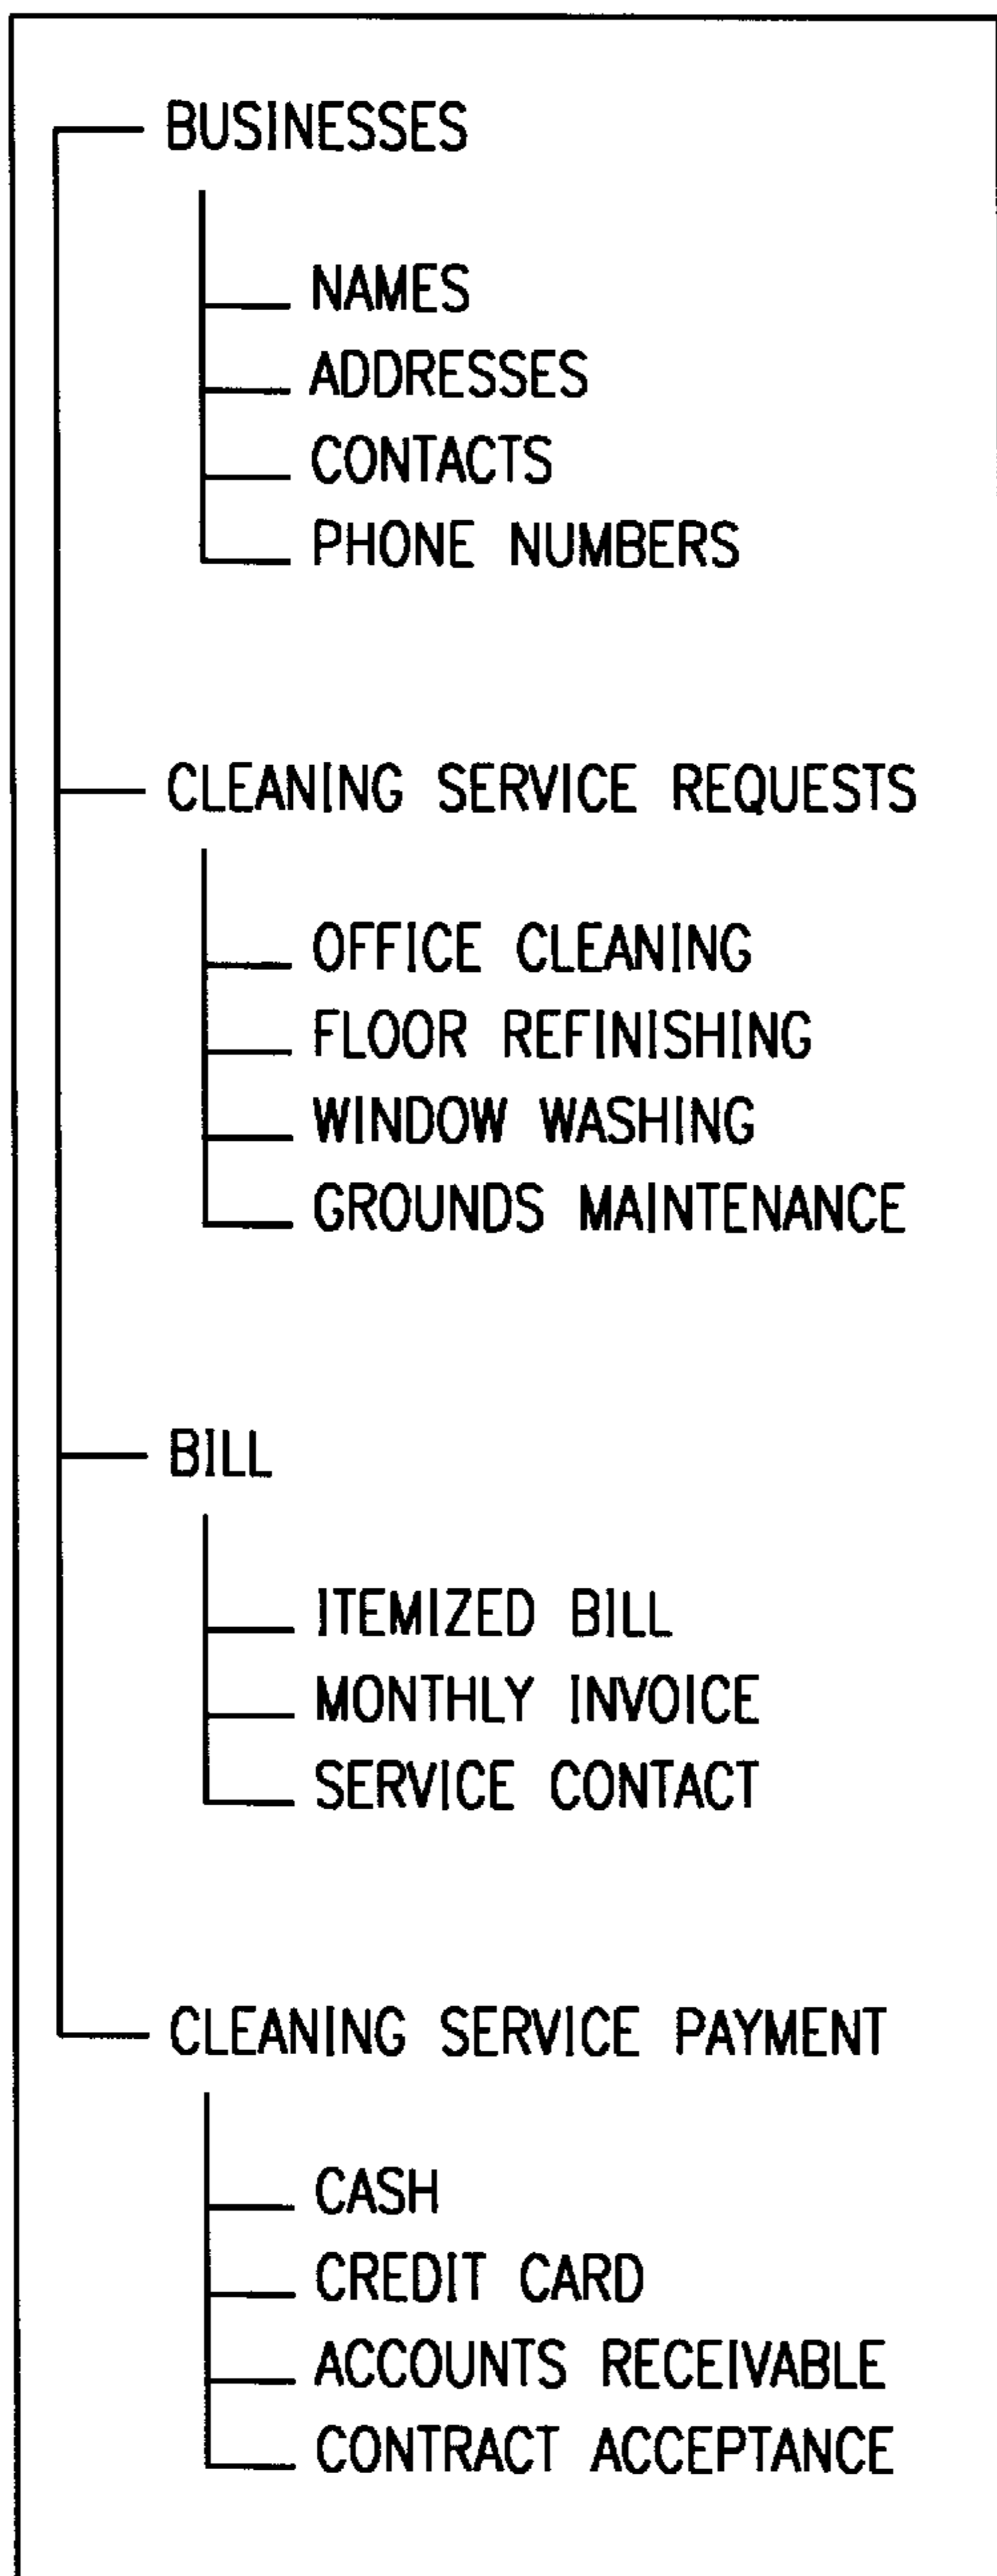 BUSINESSES
NAMES
ADDRESSES
CONTACTS
PHONE NUMBERS
CLEANING SERVICE REQUESTS
OFFICE CLEANING
FLOOR REFINISHING
WINDOW WASHING
GROUNDS MAINTENANCE
BILL
ITEMIZED BILL
MONTHLY INVOICE
SERVICE CONTACT
CLEANING SERVICE PAYMENT
CASH
CREDIT CARD
ACCOUNTS RECEIVABLE
CONTRACT ACCEPTANCE